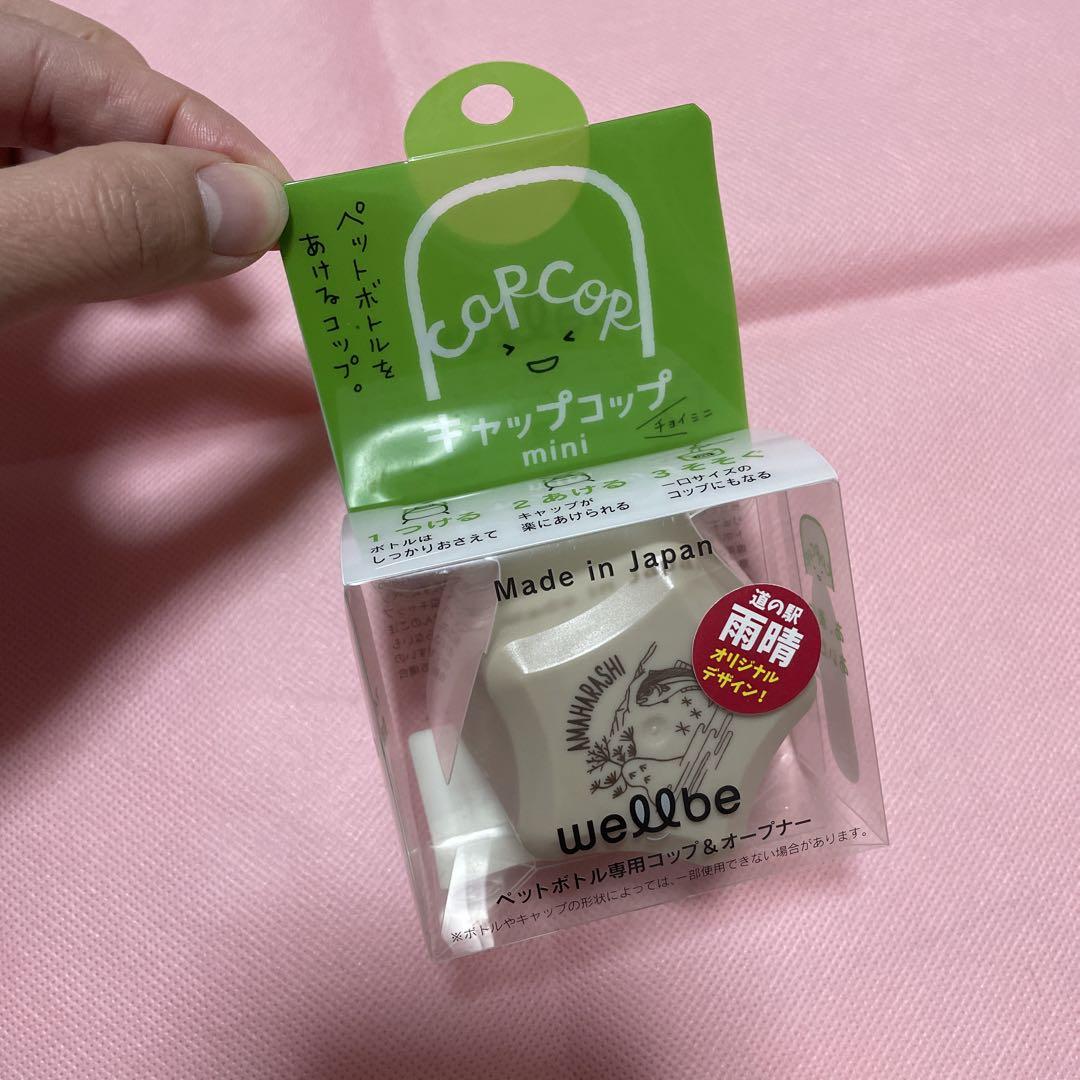 ペットボトルを
あけるコップ。
CAPCOP
キャップコップ
mini
チョイミニ
1 つける
ボトルは
しっかりおさえて
2 あける
キャップが
楽にあけられる
3 そそぐ
一口サイズの
コップにもなる
Made in Japan
道の駅
雨晴
オリジナル
デザイン!
AMAHARASHI
wellbe
ペットボトル専用コップ&オープナー
※ボトルやキャップの形状によっては、一部使用できない場合があります。